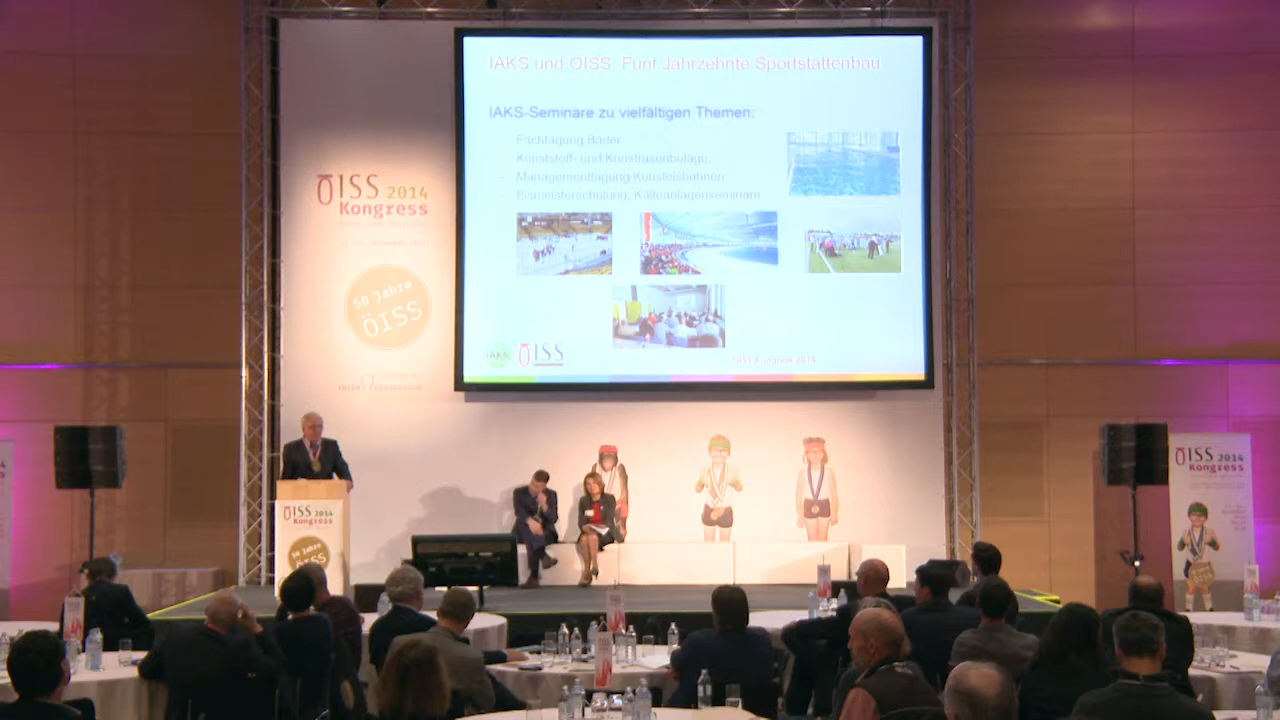 IAKS und ÖISS: Fünf Jahrzehnte Sportstättenbau
IAKS-Seminare zu vielfältigen Themen:
Fachtagung Bäder
Kunststoff- und Kunstrasenbeläge,
– Managementtagung Kunsteisbahnen
– Eismeisterschulung, Kälteanlagenseminare
IAKS ÖISS
ÖISS Kongress 2014
ÖISS 2014
Kongress
50 Jahre
ÖISS
ÖISS 2014
Kongress
50 Jahre
ÖISS 2014
Kongress